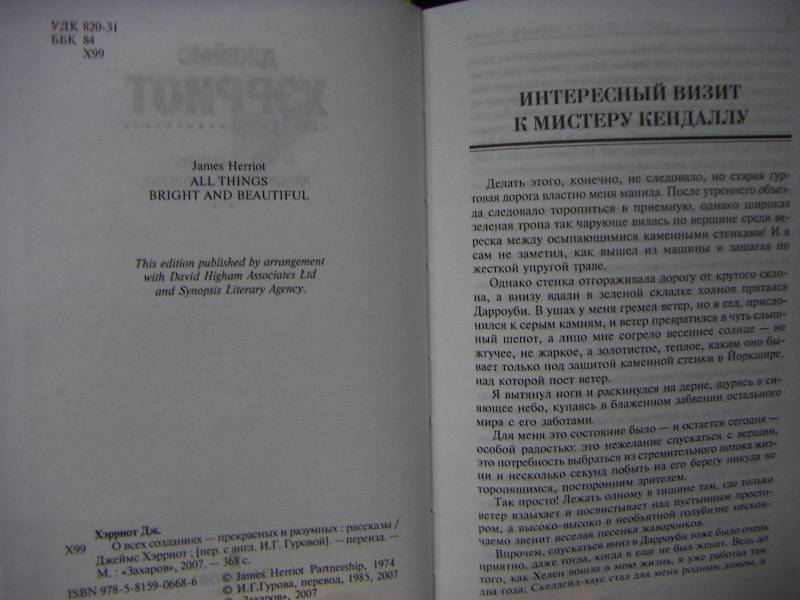 УДК 820-31
ББК 84
Х99
James Herriot
ALL THINGS
BRIGHT AND BEAUTIFUL
This edition published by arrangement
with David Higham Associates Ltd
and Synopsis Literary Agency.
Хэрриот Дж.
Х99 О всех созданиях — прекрасных и разумных : рассказы /
Джеймс Хэрриот ; [пер. с англ. И.Г. Гуровой]. — переизд. —
М. : «Захаров», 2007. — 368 с.
ISBN 978-5-8159-0668-6
© James Herriot Partnership, 1974
© И.Г.Гурова, перевод, 1985, 2007
«Захаров», 2007
ИНТЕРЕСНЫЙ ВИЗИТ
К МИСТЕРУ КЕНДАЛЛУ
Делать этого, конечно, не следовало, но старая гур-
товая дорога властно меня манила. После утреннего объез-
да следовало торопиться в приемную, однако широкая
зеленая тропа так чарующе вилась по вершине среди ве-
реска между осыпающимися каменными стенками! И я
сам не заметил, как вышел из машины и зашагал по
жесткой упругой траве.
Однако стенка отгораживала дорогу от крутого скло-
на, а внизу вдали в зеленой складке холмов прятался
Дарроуби. В ушах у меня гремел ветер, но я сел, присло-
нился к серым камням, и ветер превратился в чуть слыш-
ный шепот, а лицо мне согрело весеннее солнце — не
жгучее, не жаркое, а золотистое, теплое, каким оно бы-
вает только под защитой каменной стенки в Йоркшире,
над которой поет ветер.
Я вытянул ноги и раскинулся на дерне, щурясь в си-
яющее небо, купаясь в блаженном забвении остального
мира с его заботами.
Для меня это состояние было — и остается сегодня —
особой радостью: это нежелание спускаться с вершин,
это потребность выбраться из стремительного потока жиз-
ни и несколько секунд побыть на его берегу никуда не
торопящимся, посторонним зрителем.
Так просто! Лежать одному в тишине там, где только
ветер вздыхает и посвистывает над пустынным просто-
ром, а высоко-высоко в необъятной голубизне нескон-
чаемо звенит веселая песенка жаворонков.
Впрочем, спускаться вниз в Дарроуби тоже было очень
приятно, даже тогда, когда я еще не был женат. Ведь до
того, как Хелен вошла в мою жизнь, я уже работал там
два года; Скелдейл-хаус стал для меня родным домом, а